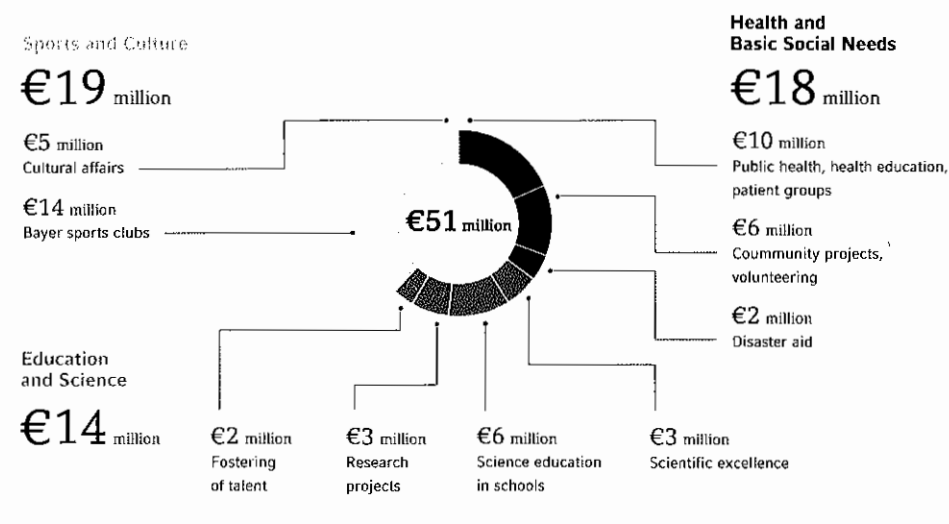 Sports and Culture
€19 million
€5 million
Cultural affairs
€14 million
Bayer sports clubs
€51 million
Health and
Basic Social Needs
€18 million
€10 million
Public health, health education,
patient groups
€6 million
Coummunity projects,
volunteering
€2 million
Disaster aid
Education
and Science
€14 million
€2 million
Fostering
of talent
€3 million
Research
projects
€6 million
Science education
in schools
€3 million
Scientific excellence